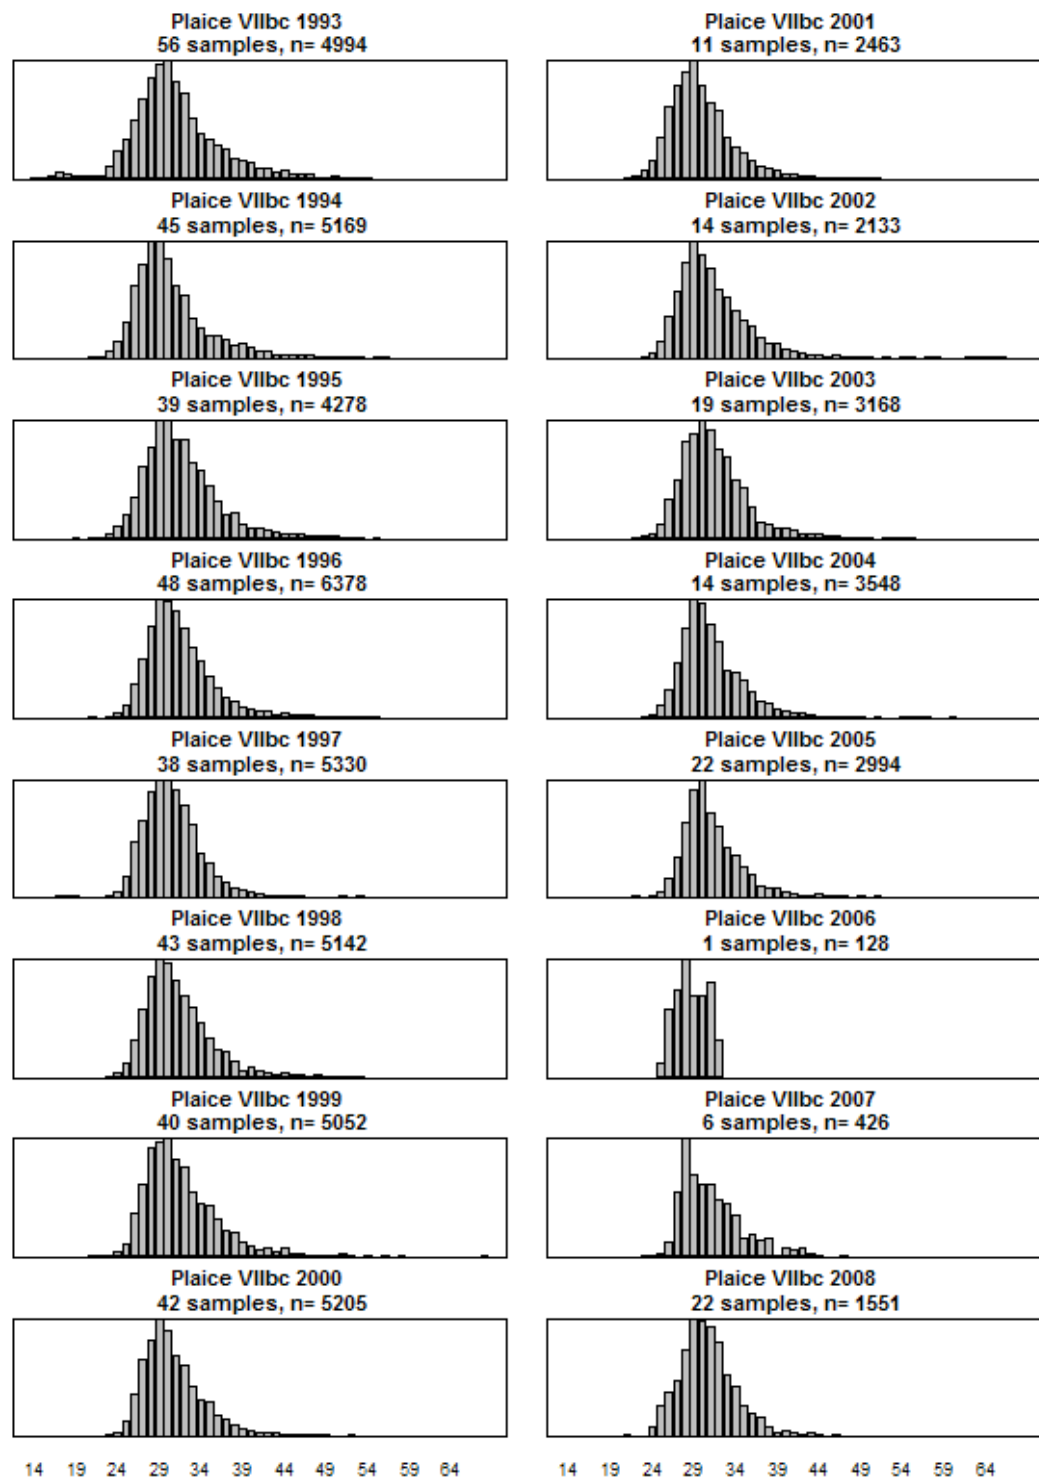 Plaice VIIbc 1993
56 samples, n= 4994
Plaice VIIbc 1994
45 samples, n= 5169
Plaice VIIbc 1995
39 samples, n= 4278
Plaice VIIbc 1996
48 samples, n= 6378
Plaice VIIbc 1997
38 samples, n= 5330
Plaice VIIbc 1998
43 samples, n= 5142
Plaice VIIbc 1999
40 samples, n= 5052
Plaice VIIbc 2000
42 samples, n= 5205
14 19 24 29 34 39 44 49 59 64
Plaice VIIbc 2001
11 samples, n= 2463
Plaice VIIbc 2002
14 samples, n= 2133
Plaice VIIbc 2003
19 samples, n= 3168
Plaice VIIbc 2004
14 samples, n= 3548
Plaice VIIbc 2005
22 samples, n= 2994
Plaice VIIbc 2006
1 samples, n= 128
Plaice VIIbc 2007
6 samples, n= 426
Plaice VIIbc 2008
22 samples, n= 1551
14 19 24 29 34 39 44 54 59 64